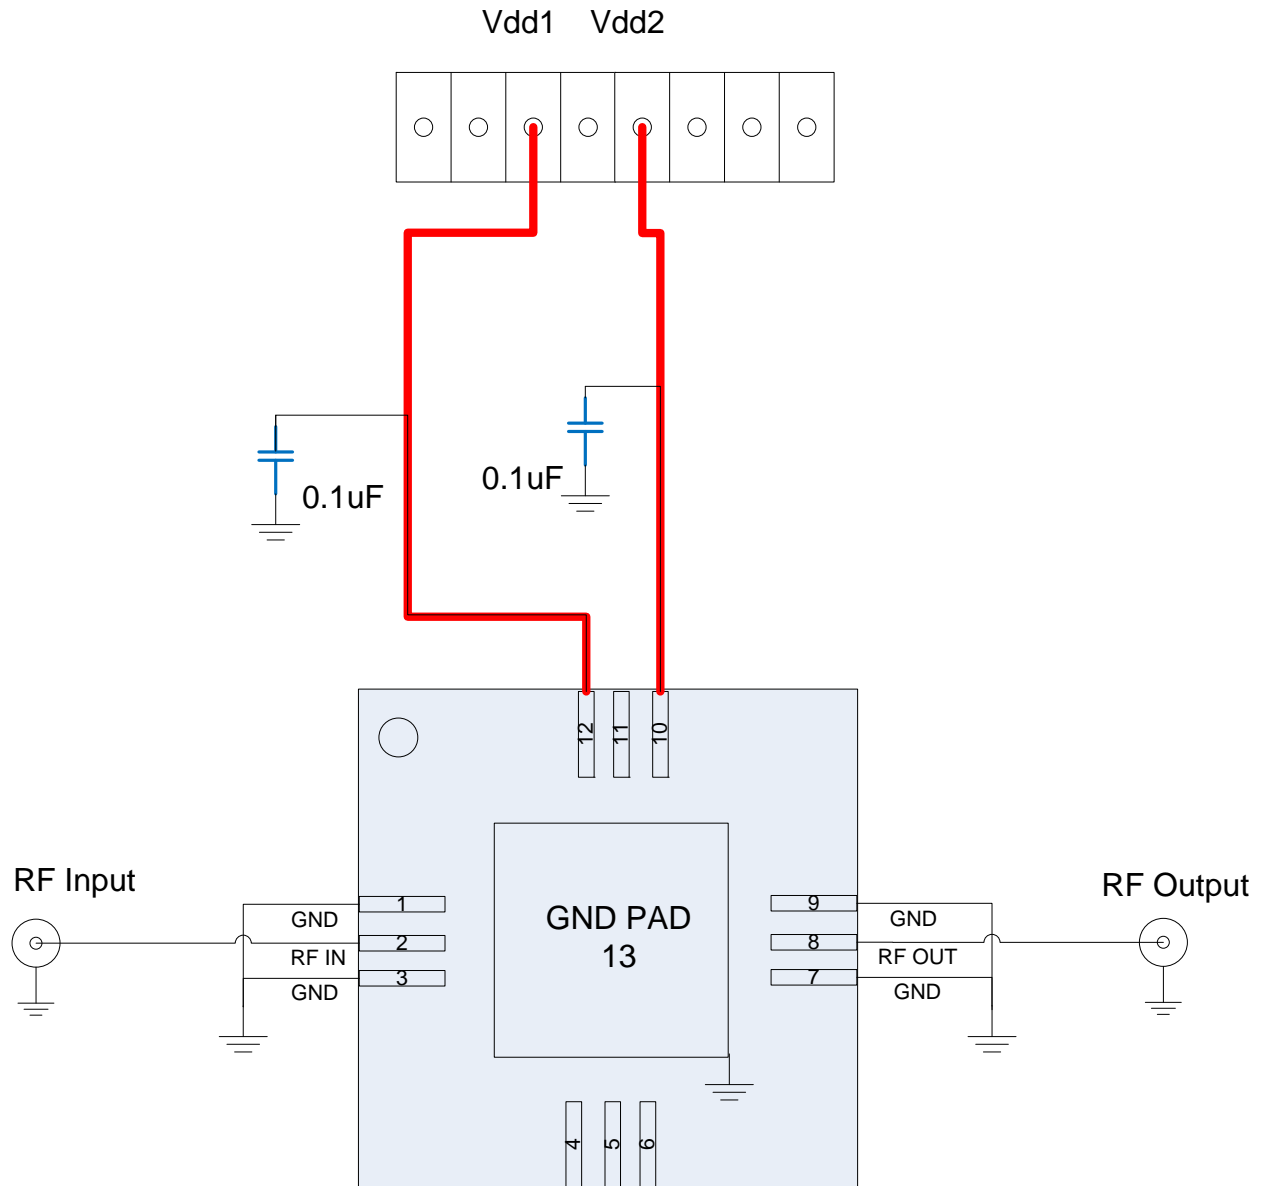 Vdd1 Vdd2
0.1uF
0.1uF
12 11 10
RF Input
RF Output
1
GND
2
RF IN
3
GND
GND PAD
13
9
GND
8
RF OUT
7
GND
4 5 6